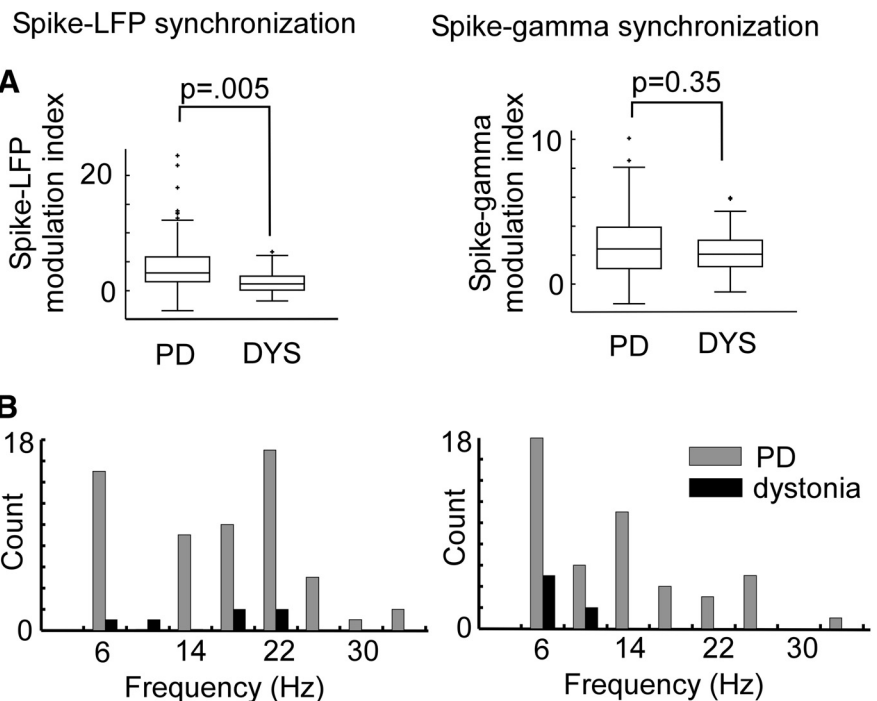 Spike-LFP synchronization
Spike-gamma synchronization
A
p=.005
Spike-LFP
modulation index
20
0
PD
DYS
p=0.35
Spike-gamma
modulation index
10
0
PD
DYS
B
18
Count
0
6
14
22
30
Frequency (Hz)
18
Count
0
6
14
22
30
Frequency (Hz)
PD
dystonia